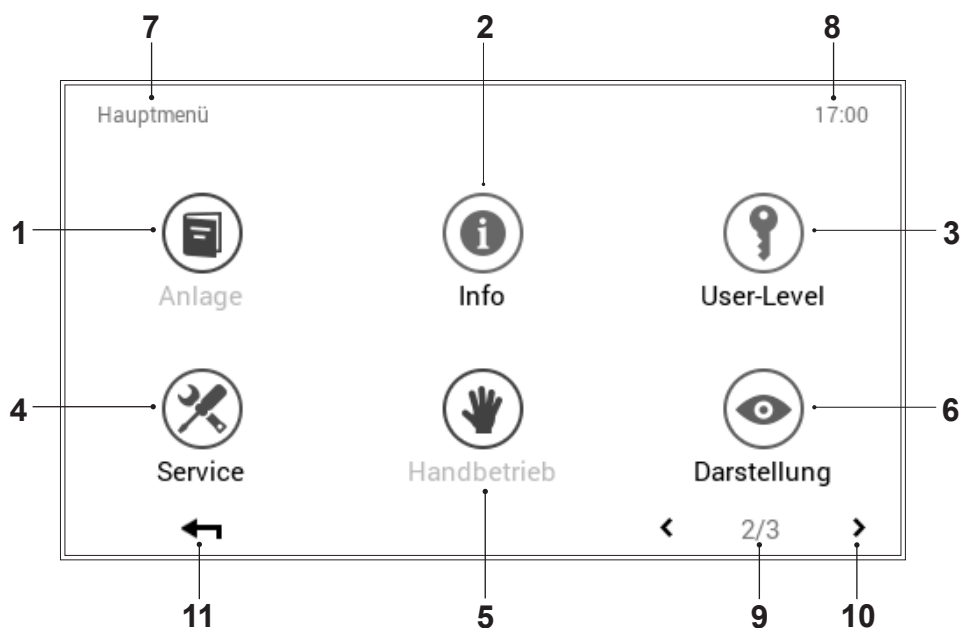 7 2 8
Hauptmenü 17:00
1 3
Anlage Info User-Level
4 6
Service Handbetrieb Darstellung
2/3
11 5 9 10